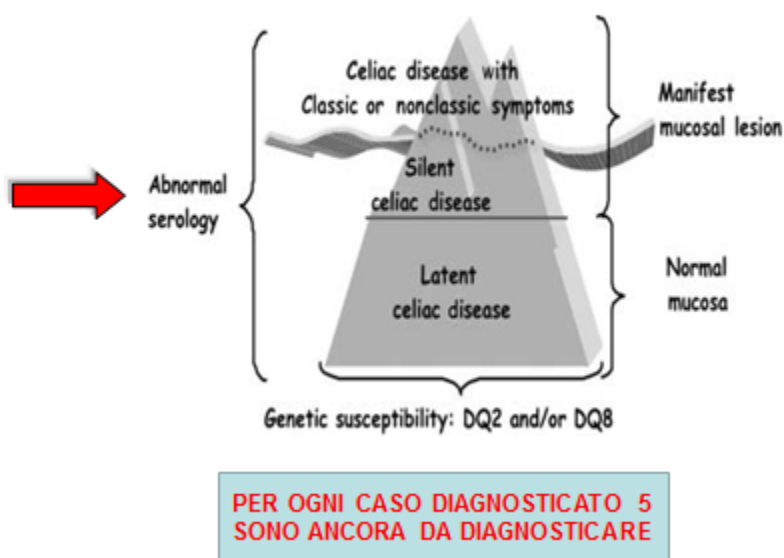 Celiac disease with
Classic or nonclassic symptoms
Manifest
mucosal lesion
Silent
celiac disease
Abnormal
serology
Latent
celiac disease
Normal
mucosa
Genetic susceptibility: DQ2 and/or DQ8
PER OGNI CASO DIAGNOSTICATO 5
SONO ANCORA DA DIAGNOSTICARE